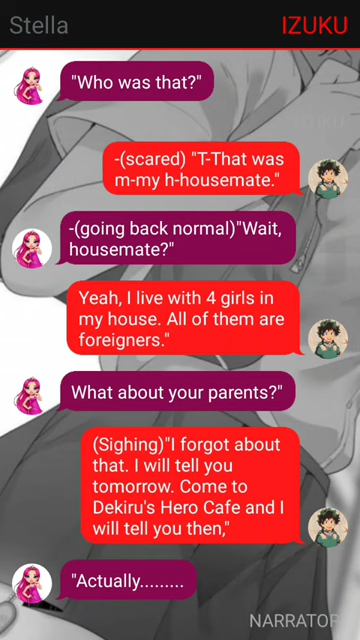 Stella
IZUKU
"Who was that?"
-(scared) "T-That was
m-my h-housemate."
-(going back normal)"Wait,
housemate?"
Yeah, I live with 4 girls in
my house. All of them are
foreigners."
What about your parents?"
(Sighing)"I forgot about
that. I will tell you
tomorrow. Come to
Dekiru's Hero Cafe and I
will tell you then,"
"Actually.........
NARRATOR